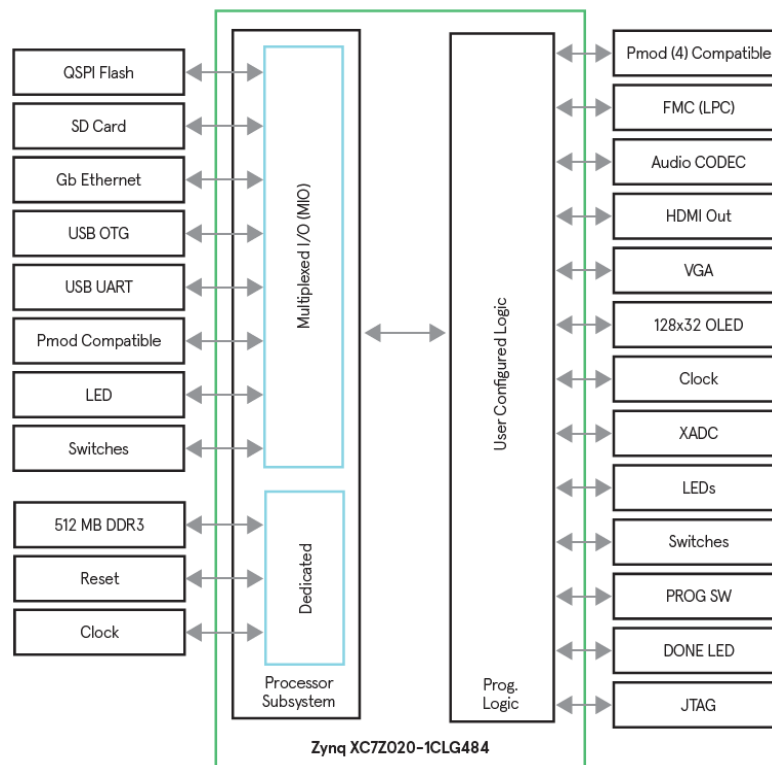 QSPI Flash
SD Card
Gb Ethernet
USB OTG
USB UART
Pmod Compatible
LED
Switches
512 MB DDR3
Reset
Clock
Multiplexed I/O (MIO)
Dedicated
Processor
Subsystem
User Configured Logic
Prog.
Logic
Pmod (4) Compatible
FMC (LPC)
Audio CODEC
HDMI Out
VGA
128x32 OLED
Clock
XADC
LEDs
Switches
PROG SW
DONE LED
JTAG
Zynq XC7Z020-1CLG484